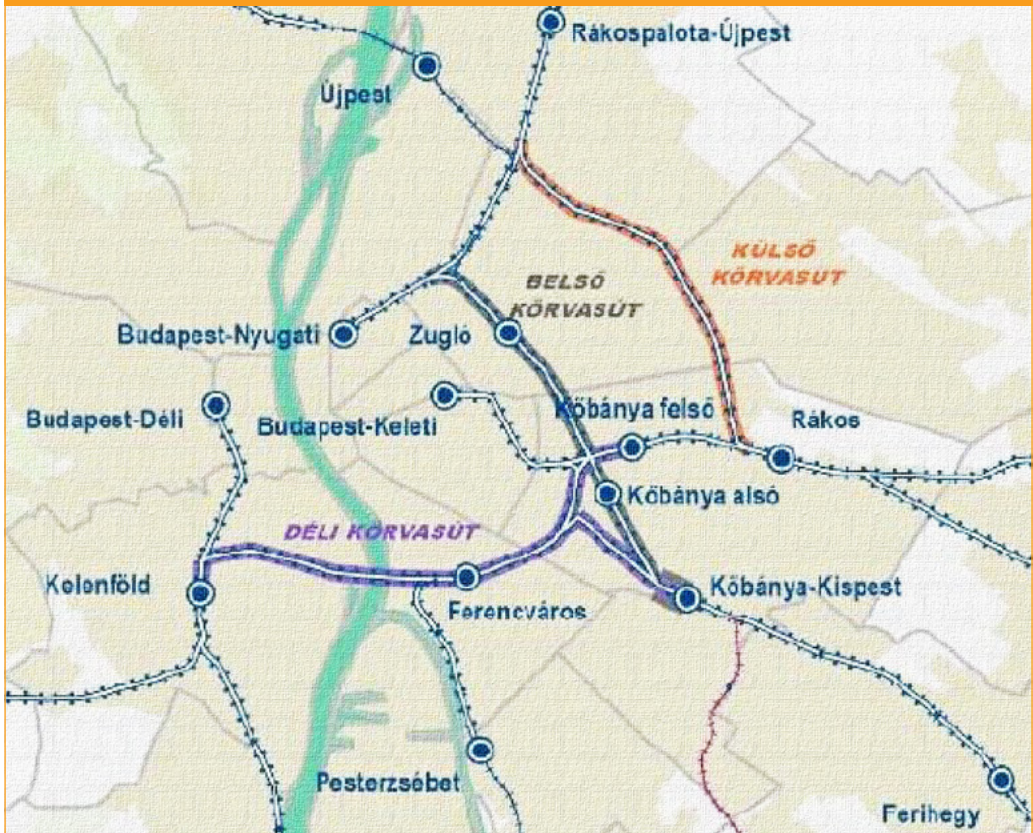 Rákospalota-Újpest
Újpest
KÜLSŐ
KÖRVASÚT
BELSŐ
KÖRVASÚT
Budapest-Nyugati
Zugló
Budapest-Déli
Budapest-Keleti
Kőbánya felső
Rákos
Kőbánya alsó
DÉLI KÖRVASÚT
Kelenföld
Ferencváros
Kőbánya-Kispest
Pesterzsébet
Ferihegy